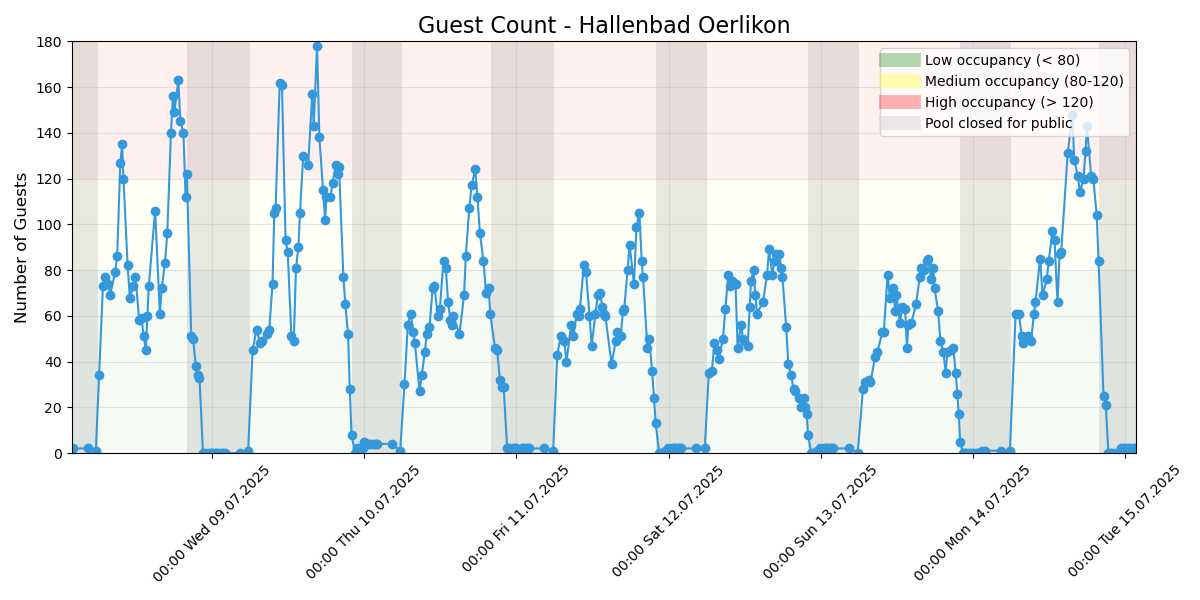 Guest Count - Hallenbad Oerlikon
Number of Guests
180
160
140
120
100
80
60
40
20
0
Low occupancy (< 80)
Medium occupancy (80-120)
High occupancy (> 120)
Pool closed for public
00:00 Wed 09.07.2025
00:00 Thu 10.07.2025
00:00 Fri 11.07.2025
00:00 Sat 12.07.2025
00:00 Sun 13.07.2025
00:00 Mon 14.07.2025
00:00 Tue 15.07.2025